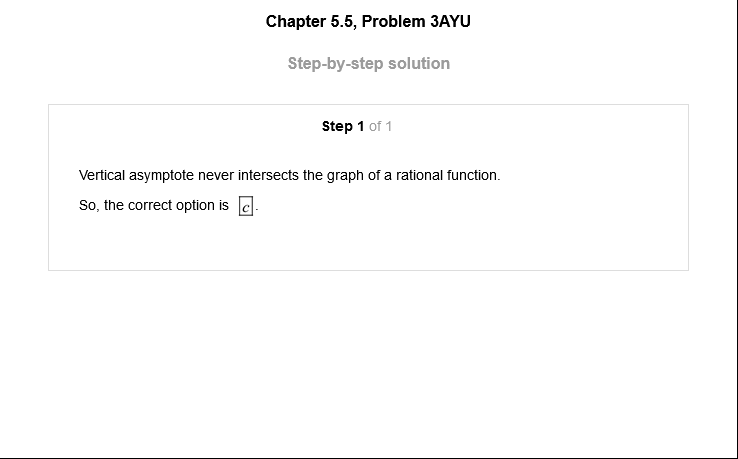 Chapter 5.5, Problem 3AYU
Step-by-step solution
Step 1 of 1
Vertical asymptote never intersects the graph of a rational function.
So, the correct option is c.